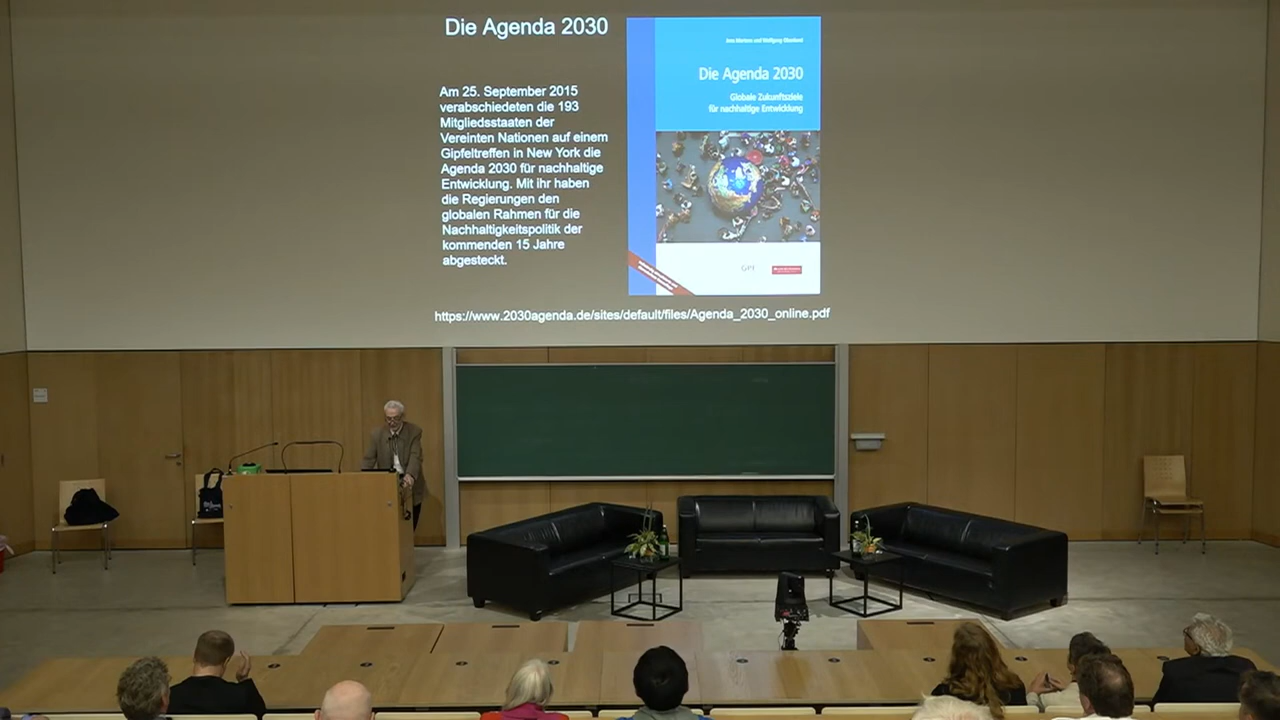 Die Agenda 2030
Am 25. September 2015
verabschiedeten die 193
Mitgliedsstaaten der
Vereinten Nationen auf einem
Gipfeltreffen in New York die
Agenda 2030 für nachhaltige
Entwicklung. Mit ihr haben
die Regierungen den
globalen Rahmen für die
Nachhaltigkeitspolitik der
kommenden 15 Jahre
abgesteckt.
Die Agenda 2030
Globale Zukunftsziele
für nachhaltige Entwicklung
GPF
https://www.2030agenda.de/sites/default/files/Agenda_2030_online.pdf